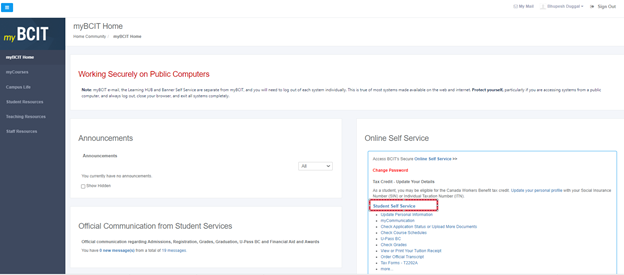 My Mail
Bhupesh Duggal
Sign Out
myBCIT
myBCIT Home
Home Community
myBCIT Home
myBCIT Home
myCourses
Campus Life
Student Resources
Teaching Resources
Staff Resources
Working Securely on Public Computers
Note: myBCIT e-mail, the Learning HUB and Banner Self Service are separate from myBCIT, and you will need to log out of each system individually. This is true of most systems made available on the web and internet. Protect yourself, particularly if you are accessing systems from a public
computer, and always log out, close your browser, and exit all systems completely.
Announcements
Announcements
All
You currently have no announcements.
Show Hidden
Official Communication from Student Services
Official communication regarding Admissions, Registration, Grades, Graduation, U-Pass BC and Financial Aid and Awards
You have 6 new message(s) from a total of 15 messages.
Online Self Service
Access BCIT's Secure Online Self Service >>
Change Password
Tax Credit - Update Your Details
As a student, you may be eligible for the Canada Workers Benefit tax credit. Update your personal profile with your Social Insurance
Number (SIN) or Individual Taxation Number (ITN).
Student Self Service
Update Personal Information
myCommunication
Check Application Status or Upload More Documents
Check Course Schedules
U-Pass BC
Check Grades
View or Print Your Tuition Receipt
Order Official Transcript
Tax Forms - T2202A
more...